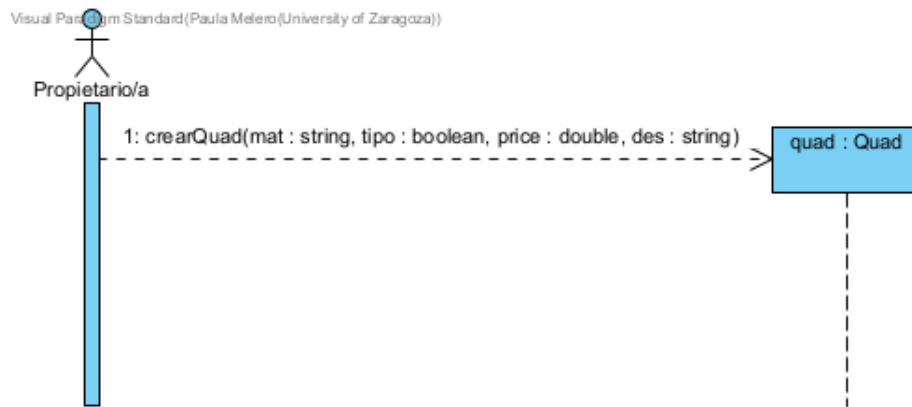 Visual Paradigm Standard(Paula Melero(University of Zaragoza))
Propietario/a
1: crearQuad(mat : string, tipo : boolean, price : double, des : string)
quad : Quad